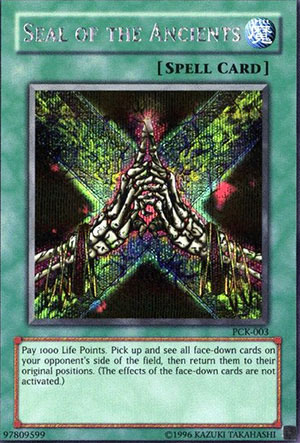 Seal of the Ancients 魔
[Spell Card]
PCK-003
Pay 1000 Life Points. Pick up and see all face-down cards on
your opponent's side of the field, then return them to their
original positions. (The effects of the face-down cards are not
activated.)
97809599 ©1996 KAZUKI TAKAHASHI